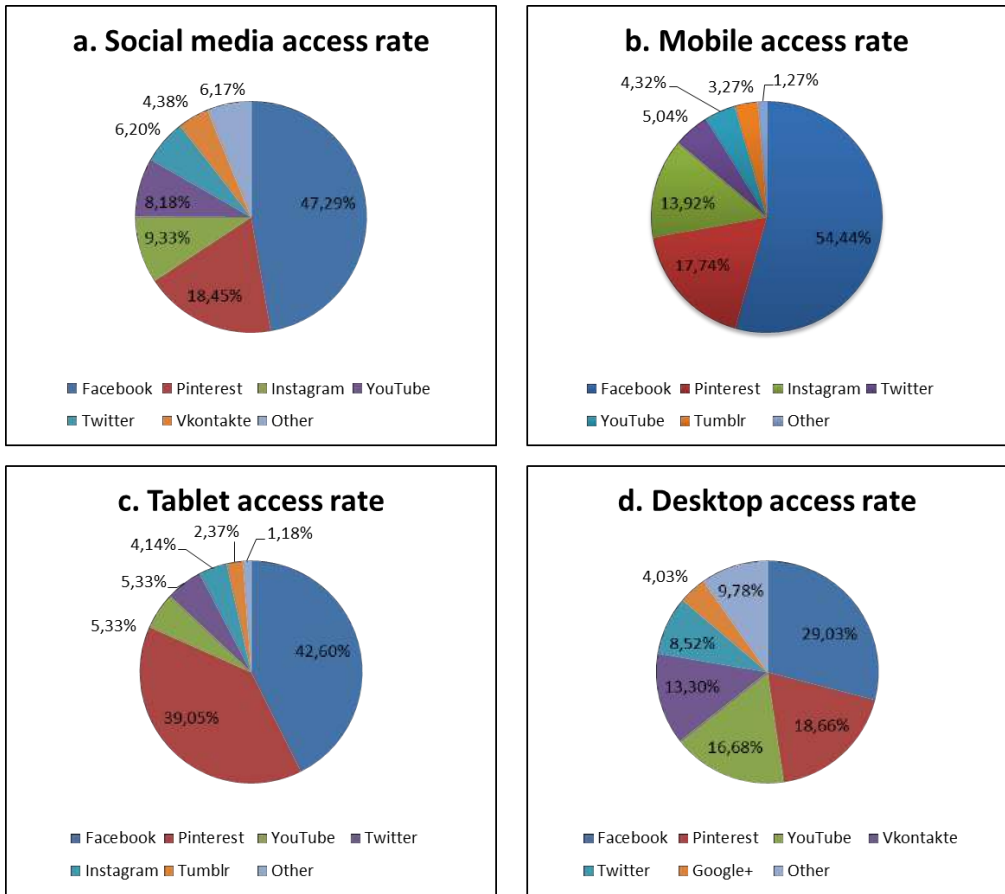 a. Social media access rate
4,38%
6,17%
6,20%
8,18%
47,29%
9,33%
18,45%
Facebook Pinterest Instagram YouTube
Twitter Vkontakte Other
b. Mobile access rate
4,32%
3,27%
1,27%
5,04%
13,92%
54,44%
17,74%
Facebook Pinterest Instagram Twitter
YouTube Tumblr Other
c. Tablet access rate
2,37%
1,18%
4,14%
5,33%
5,33%
42,60%
39,05%
Facebook Pinterest YouTube Twitter
Instagram Tumblr Other
d. Desktop access rate
4,03%
9,78%
29,03%
8,52%
13,30%
18,66%
16,68%
Facebook Pinterest YouTube Vkontakte
Twitter Google+ Other